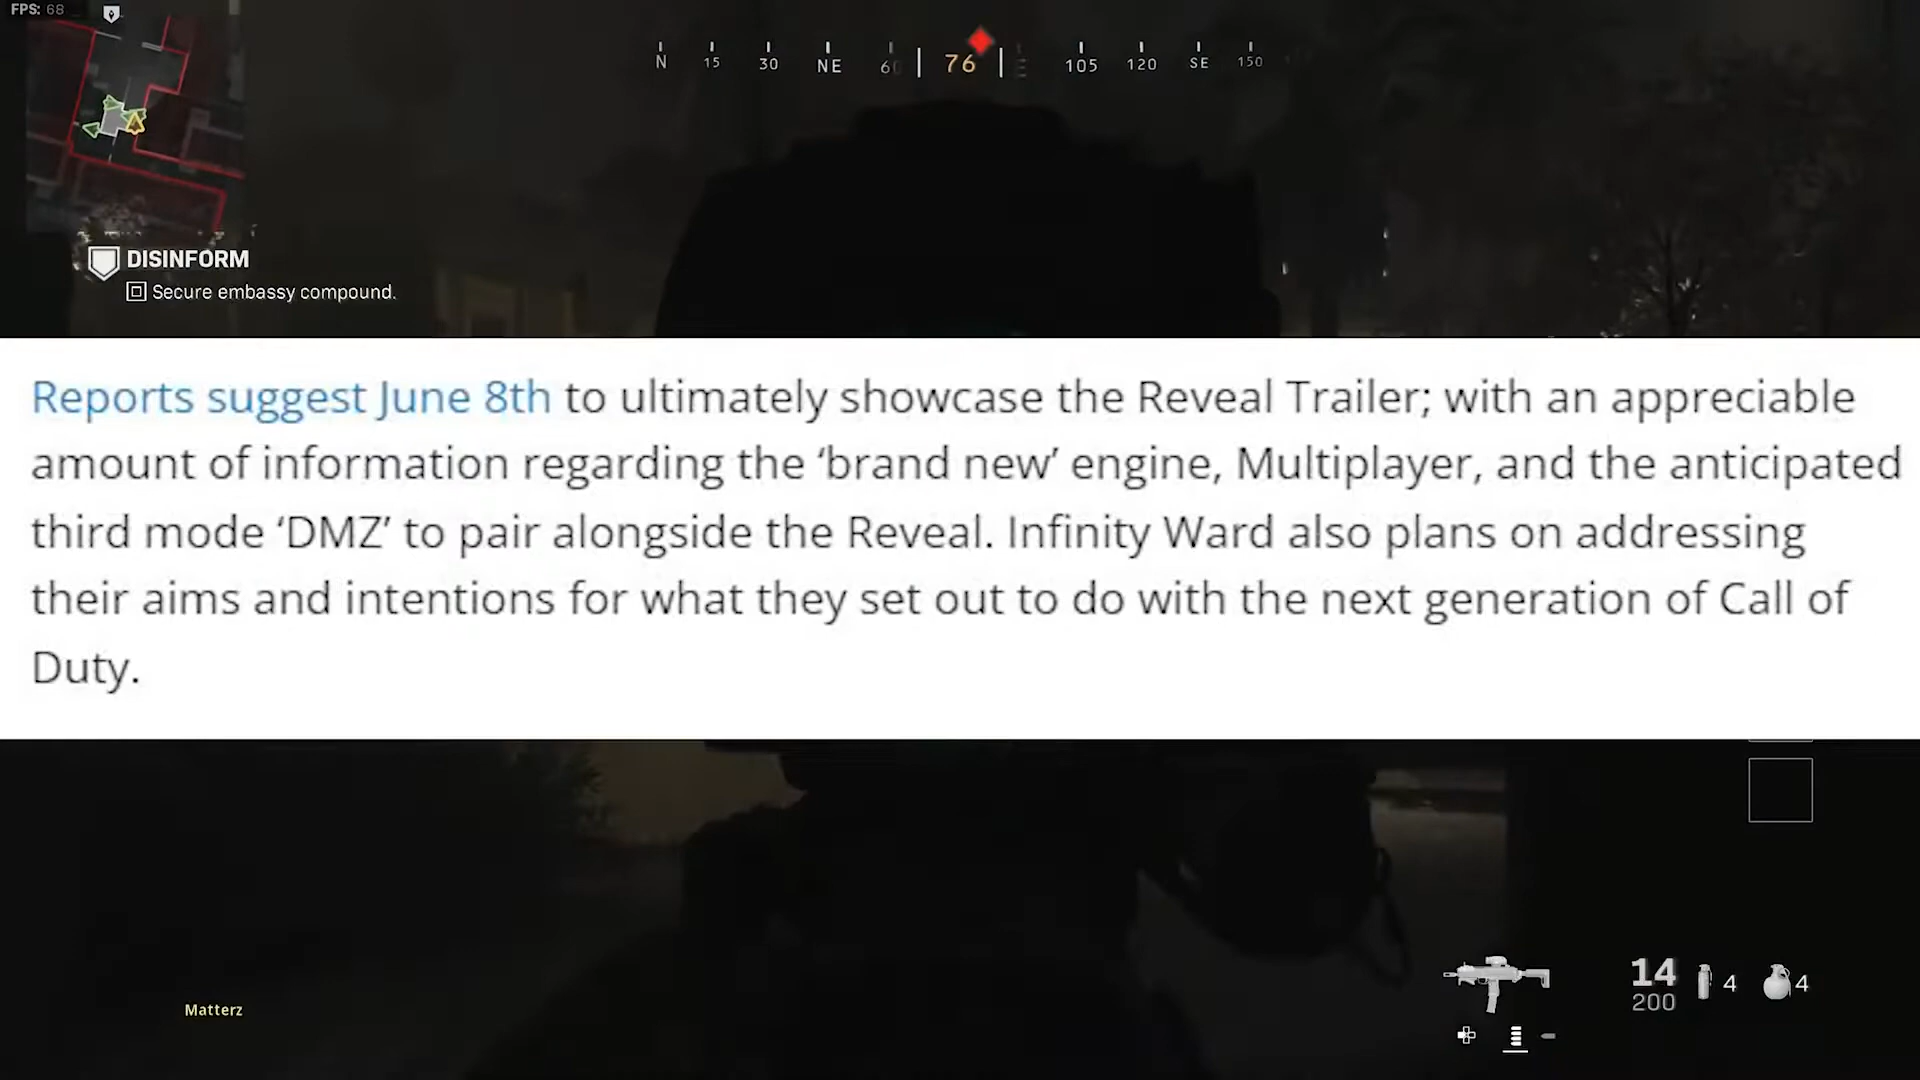 FPS: 68
N 15 30 NE 60 76 E 105 120 SE 150
DISINFORM
Secure embassy compound.
Reports suggest June 8th to ultimately showcase the Reveal Trailer; with an appreciable
amount of information regarding the ‘brand new’ engine, Multiplayer, and the anticipated
third mode ‘DMZ’ to pair alongside the Reveal. Infinity Ward also plans on addressing
their aims and intentions for what they set out to do with the next generation of Call of
Duty.
14 4 4
200
Matterz